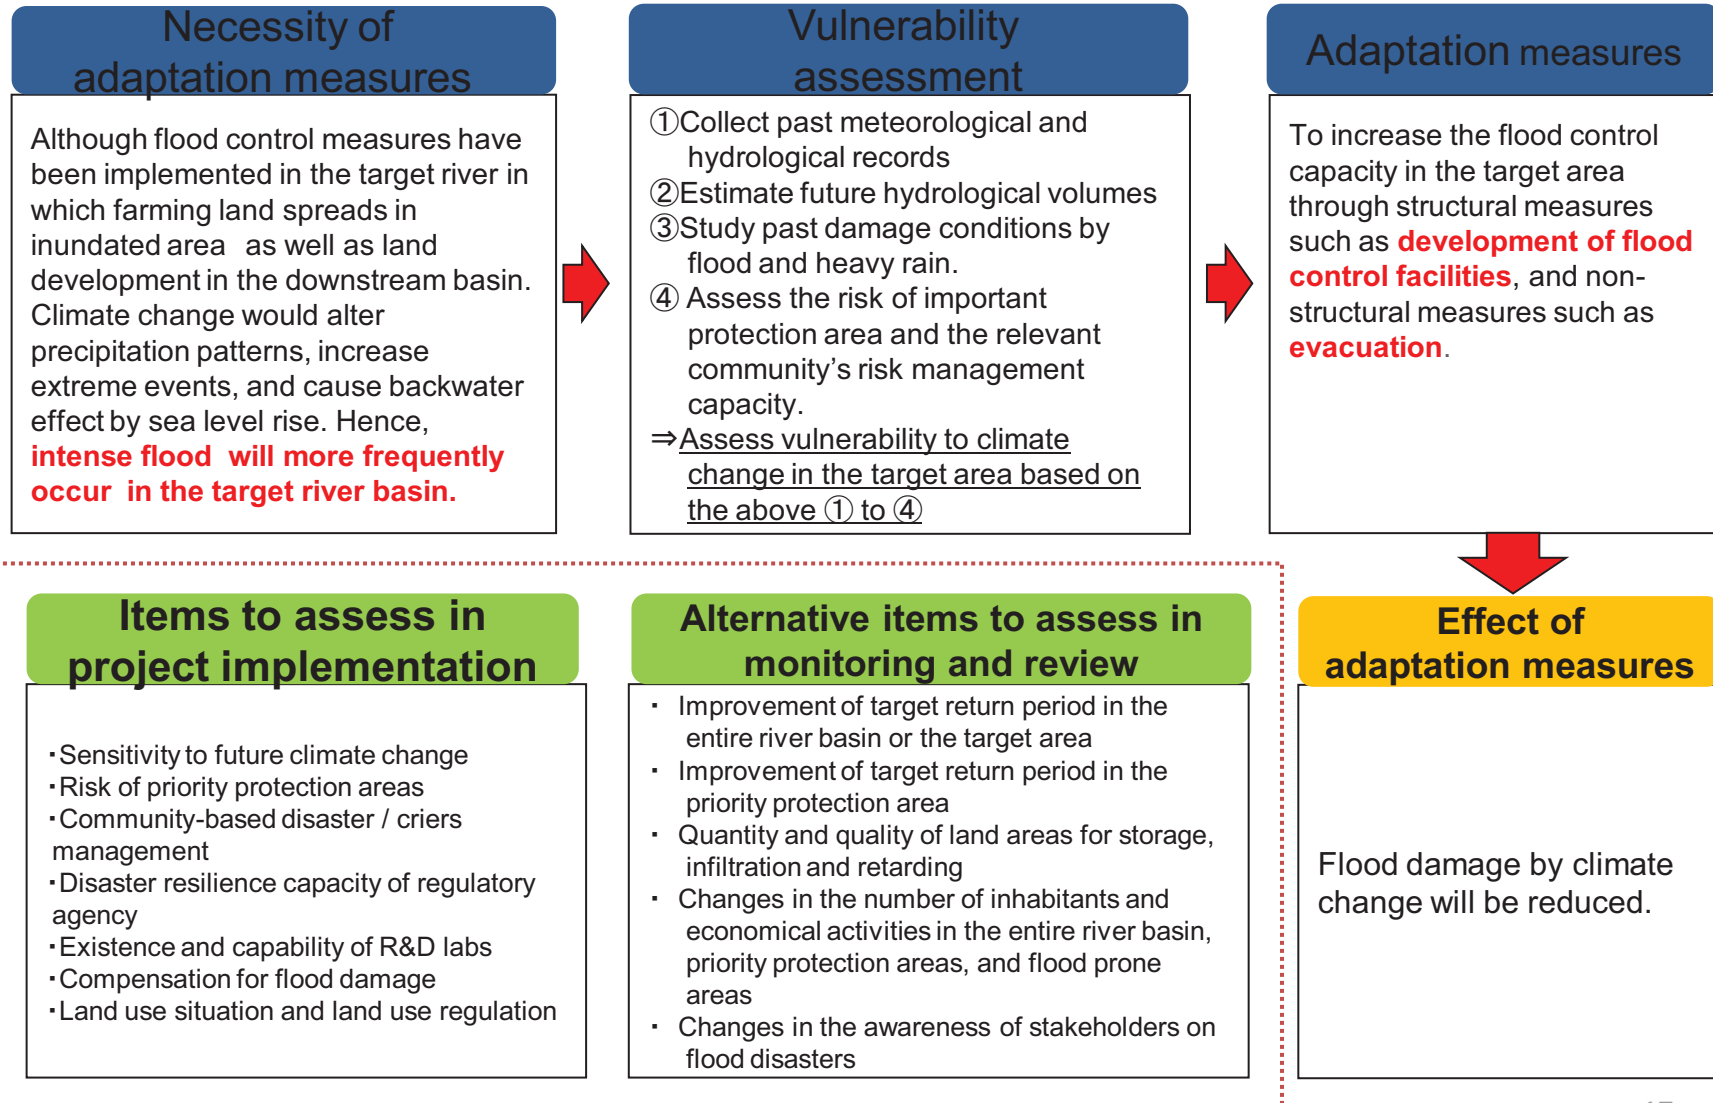 Necessity of
adaptation measures
Although flood control measures have
been implemented in the target river in
which farming land spreads in
inundated area as well as land
development in the downstream basin.
Climate change would alter
precipitation patterns, increase
extreme events, and cause backwater
effect by sea level rise. Hence,
intense flood will more frequently
occur in the target river basin.
Vulnerability
assessment
①Collect past meteorological and
hydrological records
②Estimate future hydrological volumes
③Study past damage conditions by
flood and heavy rain.
④ Assess the risk of important
protection area and the relevant
community’s risk management
capacity.
⇒Assess vulnerability to climate
change in the target area based on
the above ① to ④
Adaptation measures
To increase the flood control
capacity in the target area
through structural measures
such as development of flood
control facilities, and non-
structural measures such as
evacuation.
Items to assess in
project implementation
・Sensitivity to future climate change
・Risk of priority protection areas
・Community-based disaster / criers
management
・Disaster resilience capacity of regulatory
agency
・Existence and capability of R&D labs
・Compensation for flood damage
・Land use situation and land use regulation
Alternative items to assess in
monitoring and review
・ Improvement of target return period in the
entire river basin or the target area
・ Improvement of target return period in the
priority protection area
・ Quantity and quality of land areas for storage,
infiltration and retarding
・ Changes in the number of inhabitants and
economical activities in the entire river basin,
priority protection areas, and flood prone
areas
・ Changes in the awareness of stakeholders on
flood disasters
Effect of
adaptation measures
Flood damage by climate
change will be reduced.